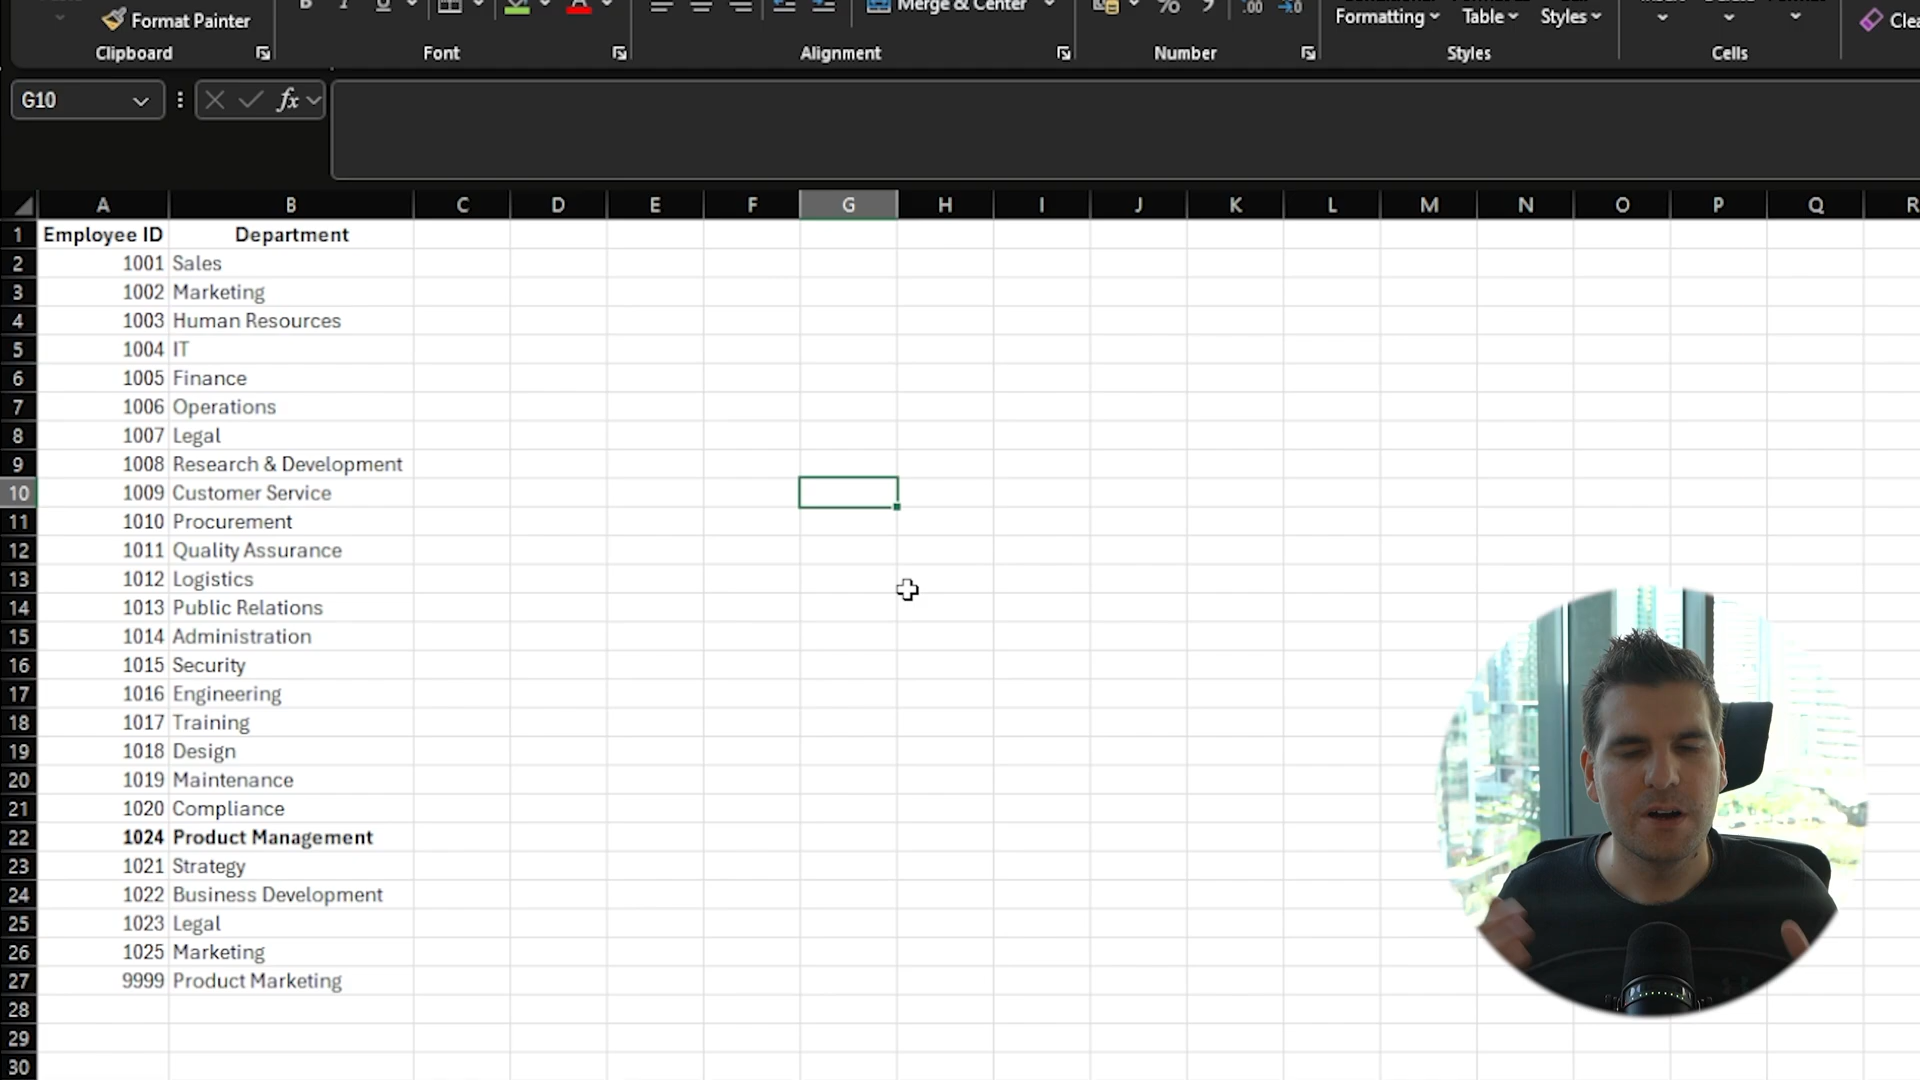 Format Painter
Merge & Center
Formatting
Table
Styles
Clipboard
Font
Alignment
Number
Styles
Cells
G10
fx
A B C D E F G H I J K L M N O P Q R
1 Employee ID Department
2 1001 Sales
3 1002 Marketing
4 1003 Human Resources
5 1004 IT
6 1005 Finance
7 1006 Operations
8 1007 Legal
9 1008 Research & Development
10 1009 Customer Service
11 1010 Procurement
12 1011 Quality Assurance
13 1012 Logistics
14 1013 Public Relations
15 1014 Administration
16 1015 Security
17 1016 Engineering
18 1017 Training
19 1018 Design
20 1019 Maintenance
21 1020 Compliance
22 1024 Product Management
23 1021 Strategy
24 1022 Business Development
25 1023 Legal
26 1025 Marketing
27 9999 Product Marketing
28
29
30